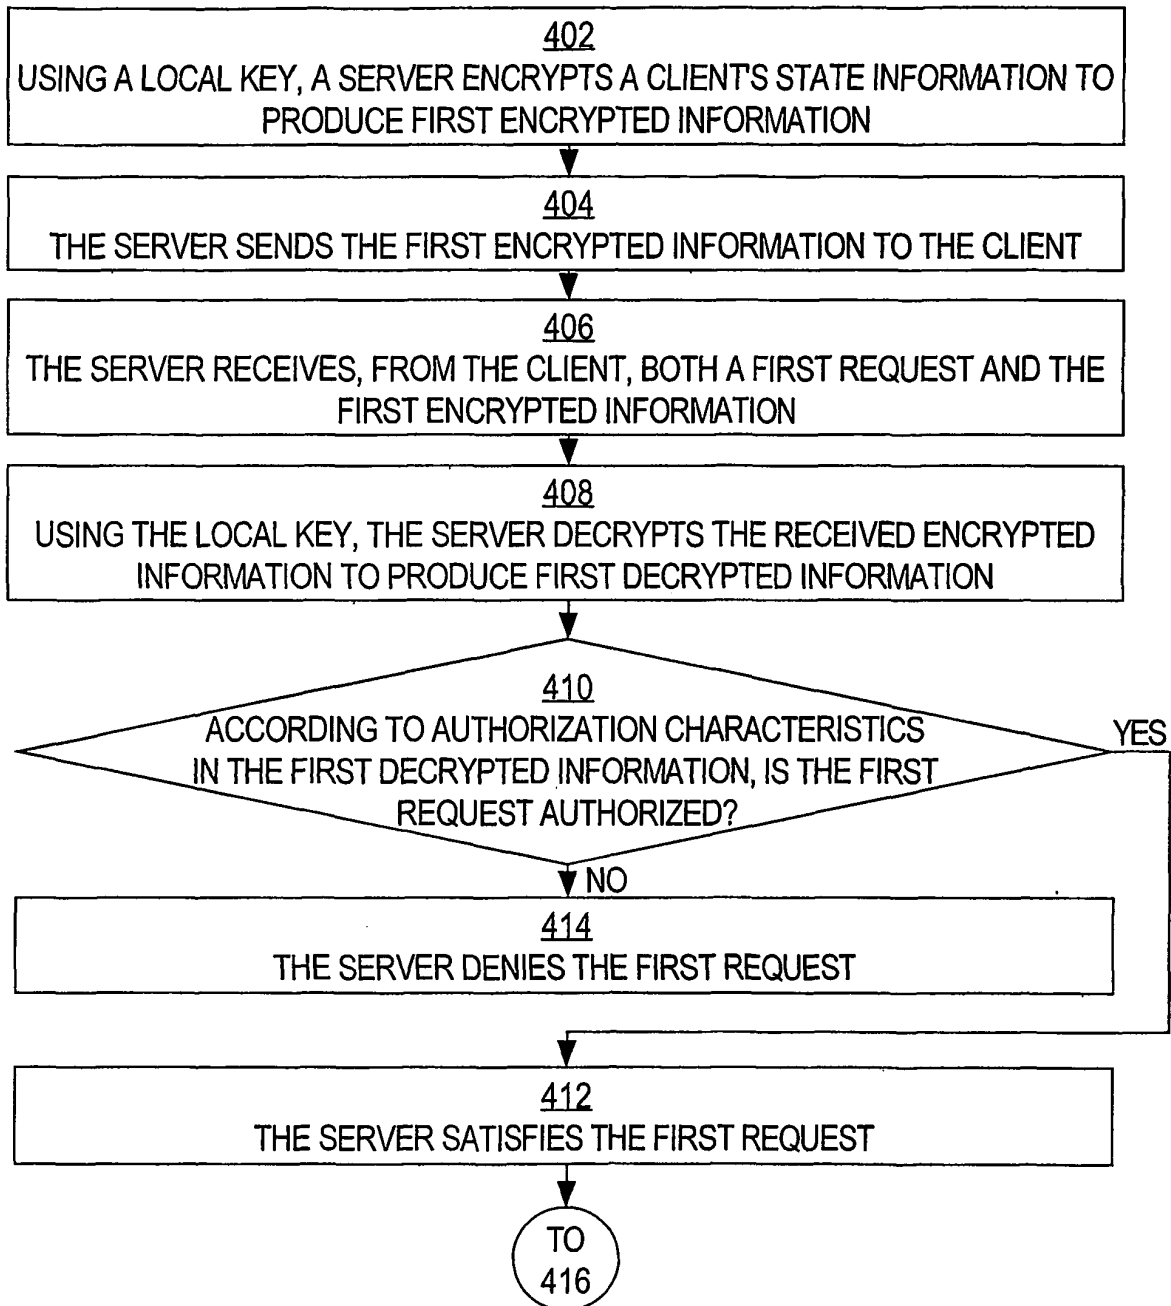 402
USING A LOCAL KEY, A SERVER ENCRYPTS A CLIENT'S STATE INFORMATION TO
PRODUCE FIRST ENCRYPTED INFORMATION
404
THE SERVER SENDS THE FIRST ENCRYPTED INFORMATION TO THE CLIENT
406
THE SERVER RECEIVES, FROM THE CLIENT, BOTH A FIRST REQUEST AND THE
FIRST ENCRYPTED INFORMATION
408
USING THE LOCAL KEY, THE SERVER DECRYPTS THE RECEIVED ENCRYPTED
INFORMATION TO PRODUCE FIRST DECRYPTED INFORMATION
410
ACCORDING TO AUTHORIZATION CHARACTERISTICS
IN THE FIRST DECRYPTED INFORMATION, IS THE FIRST
REQUEST AUTHORIZED?
YES
NO
414
THE SERVER DENIES THE FIRST REQUEST
412
THE SERVER SATISFIES THE FIRST REQUEST
TO
416